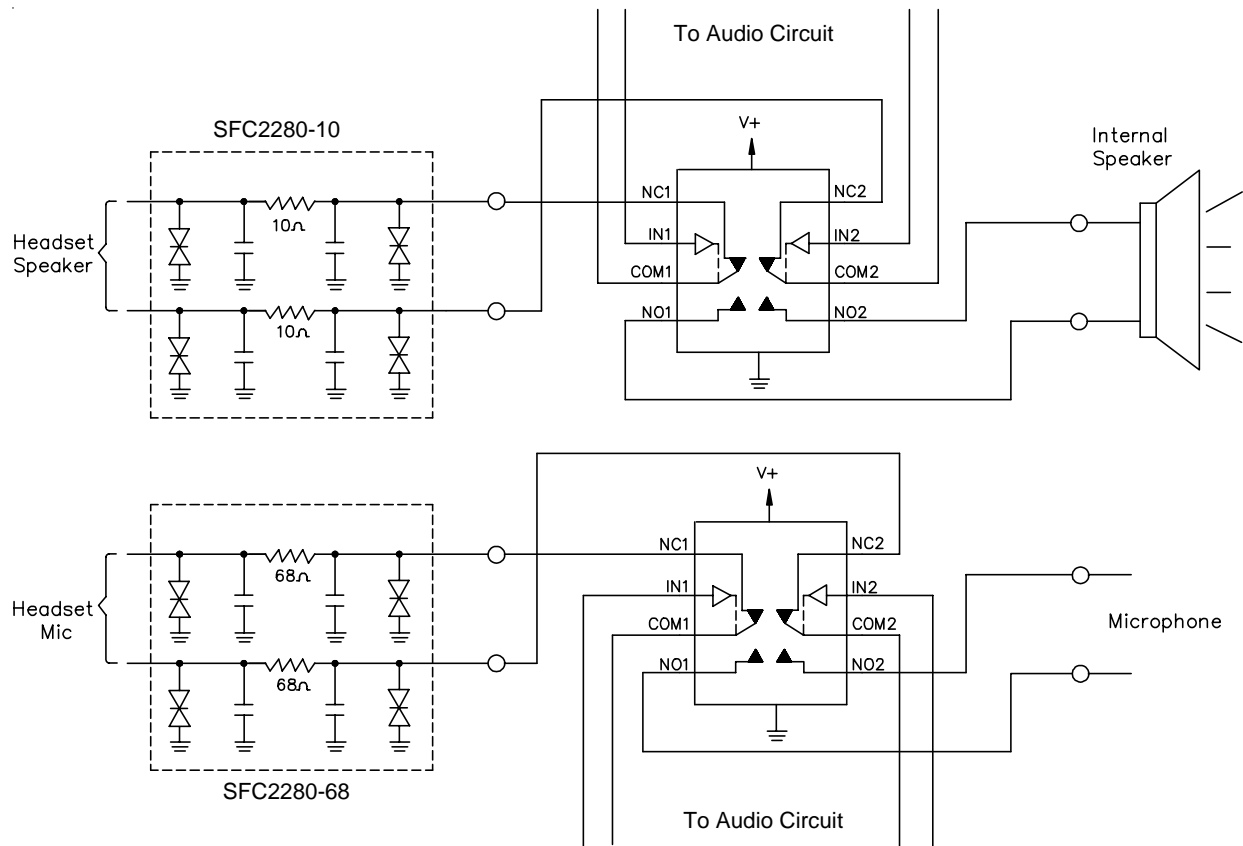 To Audio Circuit
SFC2280-10
V+
Internal
Speaker
NC1
NC2
10Ω
IN1
IN2
Headset
Speaker
COM1
COM2
NO1
NO2
10Ω
V+
NC1
NC2
68Ω
IN1
IN2
Headset
Mic
COM1
COM2
Microphone
NO1
NO2
68Ω
SFC2280-68
To Audio Circuit